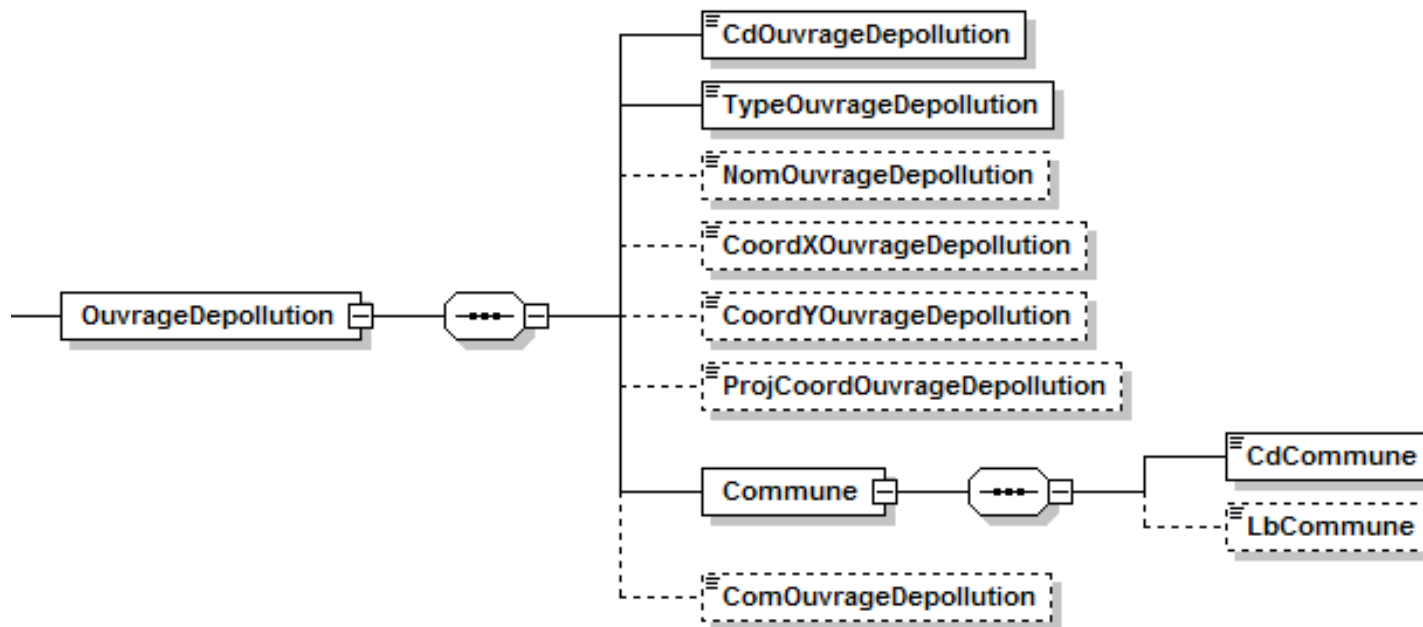 CdOuvrageDepollution
TypeOuvrageDepollution
NomOuvrageDepollution
CoordXOuvrageDepollution
OuvrageDepollution
CoordYOuvrageDepollution
ProjCoordOuvrageDepollution
Commune
CdCommune
LbCommune
ComOuvrageDepollution